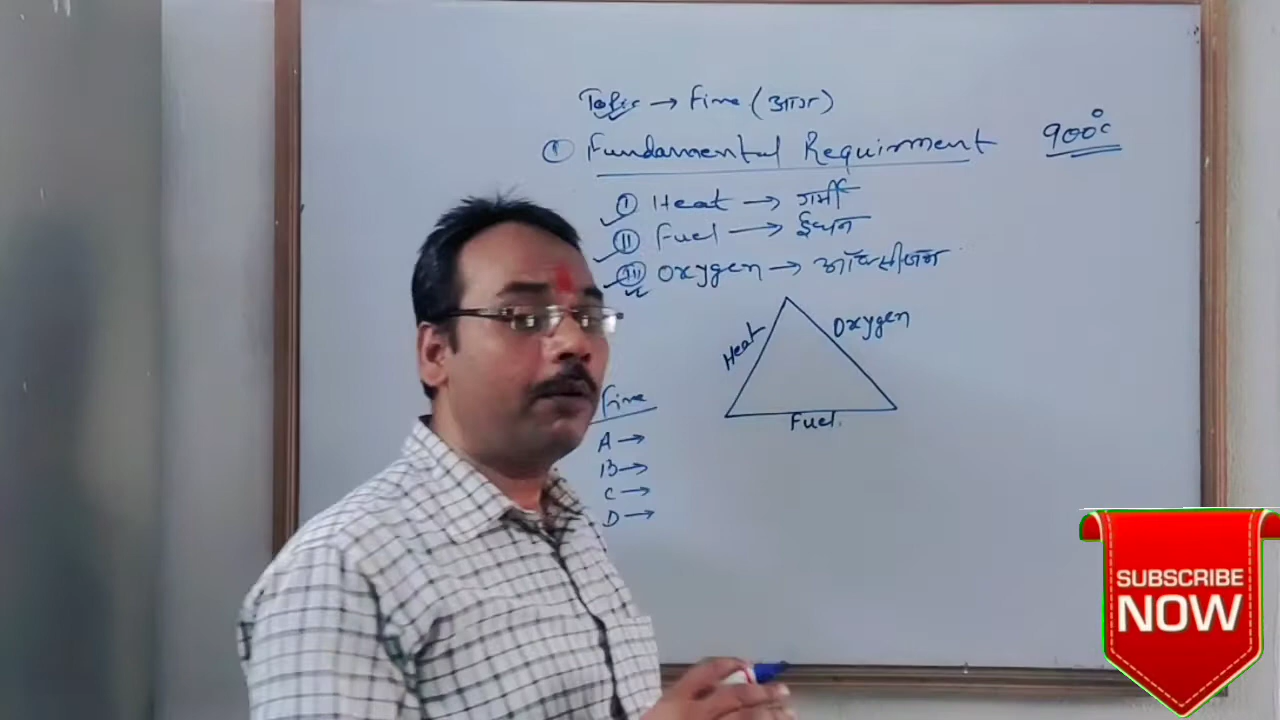 Topic → Fire (आग)
① Fundamental Requirment
900°c
① Heat → गर्मी
② Fuel → ईधन
③ Oxygen → ऑक्सीजन
Heat
Oxygen
Fuel.
Fire
A →
B →
C →
D →
SUBSCRIBE
NOW